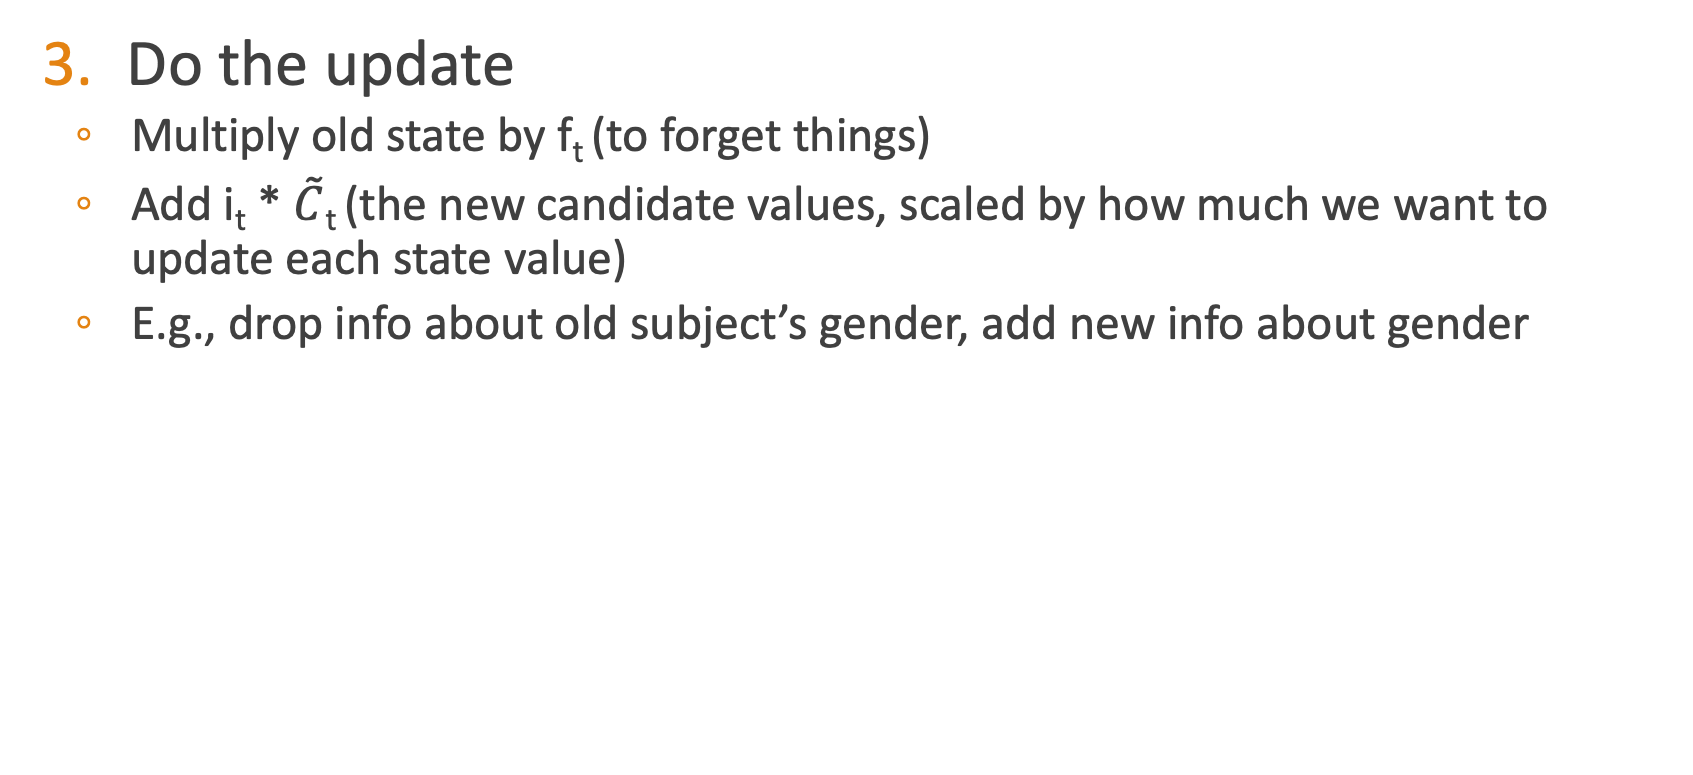 3. Do the update
◦ Multiply old state by fₜ (to forget things)
◦ Add iₜ * C̃ₜ (the new candidate values, scaled by how much we want to
update each state value)
◦ E.g., drop info about old subject’s gender, add new info about gender